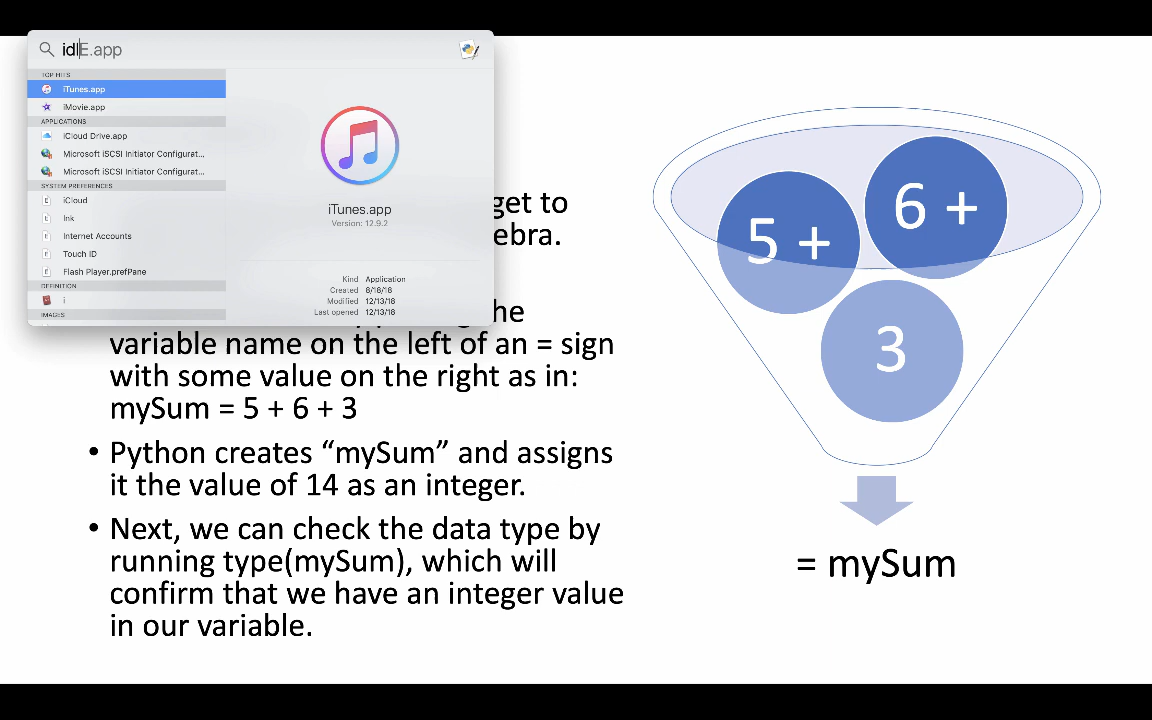 idlE.app
TOP HITS
iTunes.app
iMovie.app
APPLICATIONS
iCloud Drive.app
Microsoft iSCSI Initiator Configurat...
Microsoft iSCSI Initiator Configurat...
SYSTEM PREFERENCES
iCloud
Ink
Internet Accounts
Touch ID
Flash Player.prefPane
DEFINITION
i
IMAGES
iTunes.app
Version: 12.9.2
Kind Application
Created 8/18/18
Modified 12/13/18
Last opened 12/13/18
get to
variable name on the left of an = sign
with some value on the right as in:
mySum = 5 + 6 + 3
• Python creates “mySum” and assigns
it the value of 14 as an integer.
• Next, we can check the data type by
running type(mySum), which will
confirm that we have an integer value
in our variable.
5 +
6 +
3
= mySum